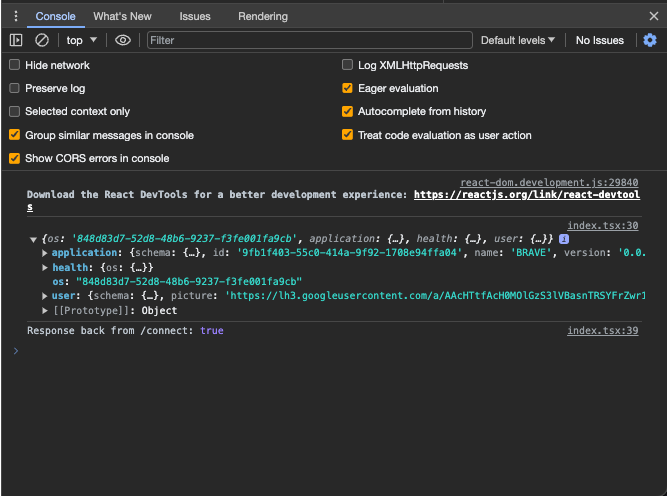 Console What's New Issues Rendering
top Filter Default levels No Issues
Hide network Log XMLHttpRequests
Preserve log Eager evaluation
Selected context only Autocomplete from history
Group similar messages in console Treat code evaluation as user action
Show CORS errors in console
react-dom.development.js:29840
Download the React DevTools for a better development experience: https://reactjs.org/link/react-devtool
s
index.tsx:30
{os: '848d83d7-52d8-48b6-9237-f3fe001fa9cb', application: {…}, health: {…}, user: {…}} i
application: {schema: {…}, id: '9fb1f403-55c0-414a-9f92-1708e94ffa04', name: 'BRAVE', version: '0.0.
health: {os: {…}}
os: "848d83d7-52d8-48b6-9237-f3fe001fa9cb"
user: {schema: {…}, picture: 'https://lh3.googleusercontent.com/a/AAcHTtfAcH0MOlGzS3lVBasnTRSYFrZwr1
[[Prototype]]: Object
Response back from /connect: true index.tsx:39